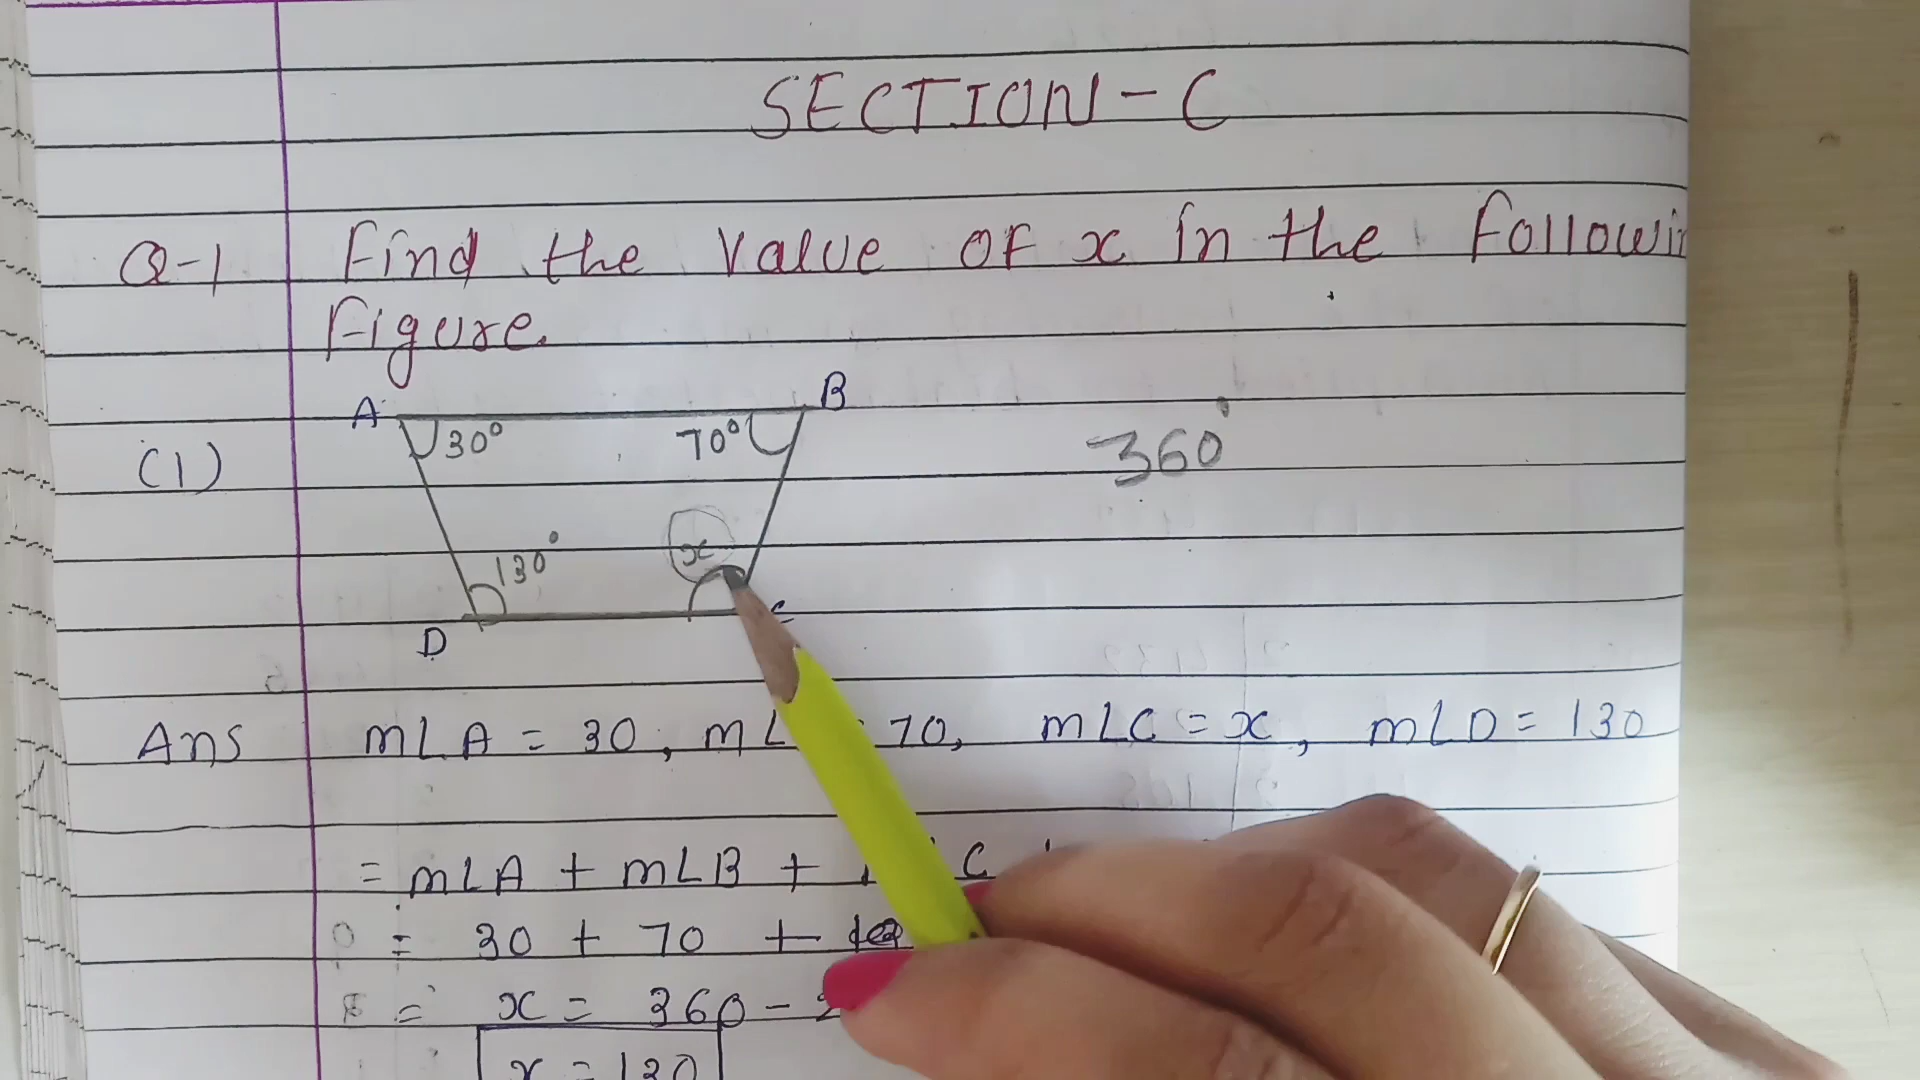 SECTION - C
Q-1 Find the value of x in the followin
figure.
A B
(1) 30° 70° 360°
x
130°
D C
Ans m∠A = 30, m∠ 70, m∠C = x, m∠D = 130
= m∠A + m∠B + C
= 30 + 70 +
= x = 360 -
x = 130